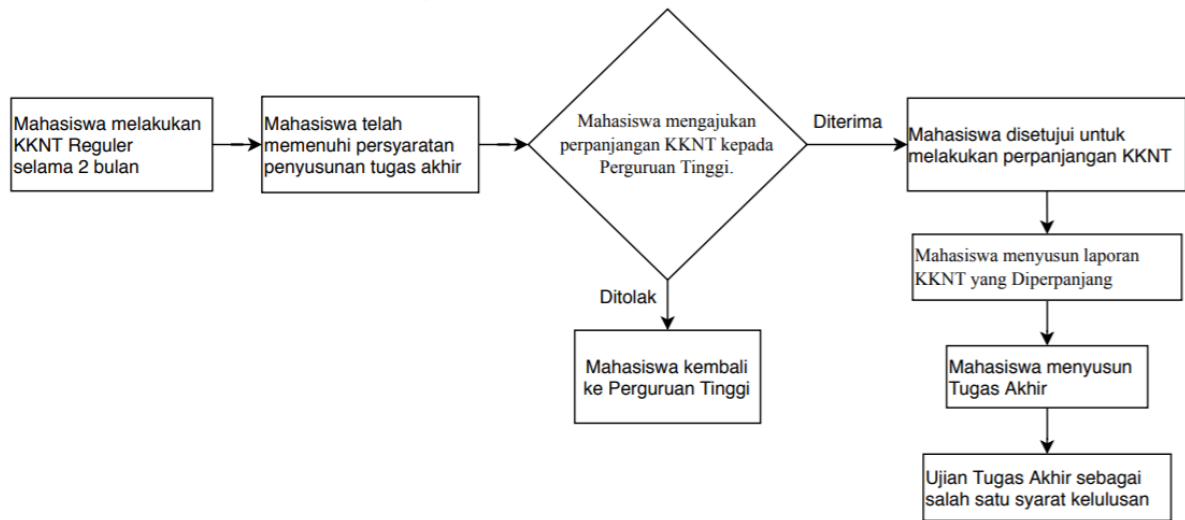 Mahasiswa melakukan
KKNT Reguler
selama 2 bulan
Mahasiswa telah
memenuhi persyaratan
penyusunan tugas akhir
Mahasiswa mengajukan
perpanjangan KKNT kepada
Perguruan Tinggi.
Diterima
Mahasiswa disetujui untuk
melakukan perpanjangan KKNT
Mahasiswa menyusun laporan
KKNT yang Diperpanjang
Ditolak
Mahasiswa kembali
ke Perguruan Tinggi
Mahasiswa menyusun
Tugas Akhir
Ujian Tugas Akhir sebagai
salah satu syarat kelulusan